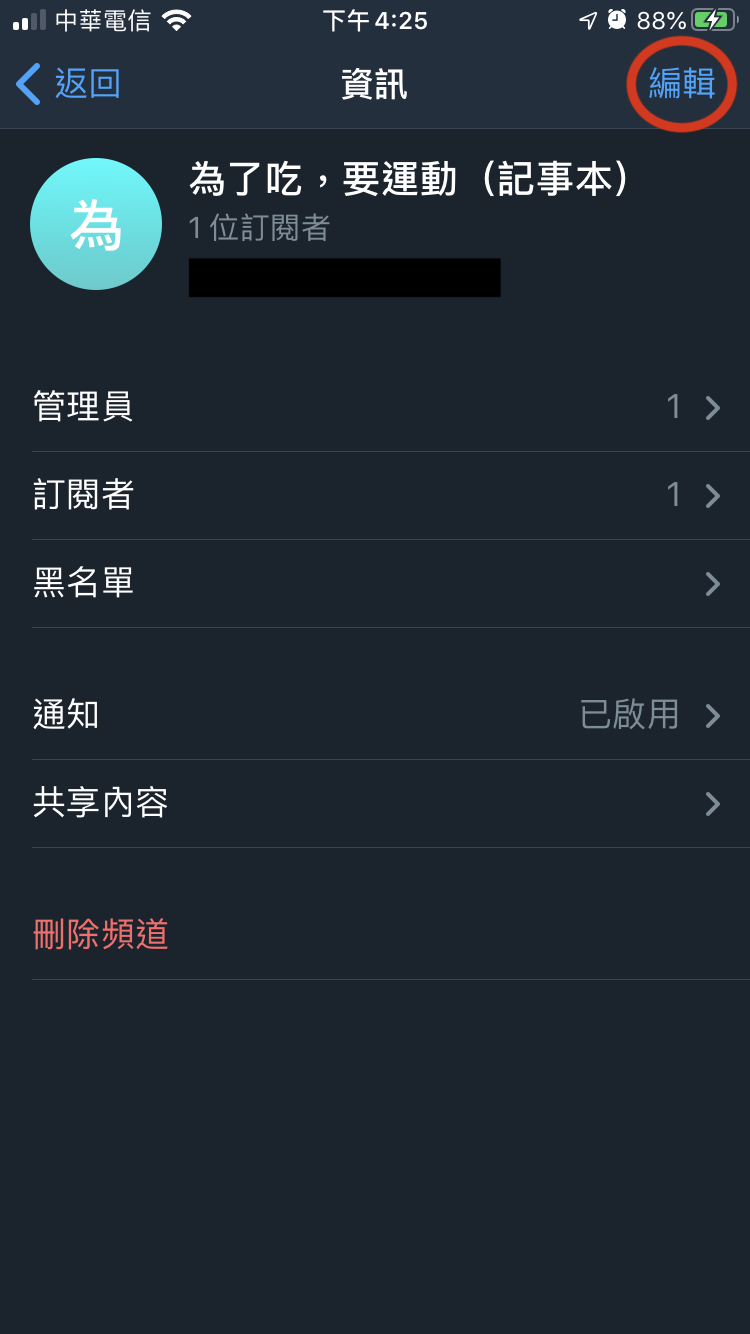 中華電信 下午4:25 88%
返回 資訊 編輯
為
為了吃，要運動（記事本）
1 位訂閱者
管理員 1
訂閱者 1
黑名單
通知 已啟用
共享內容
刪除頻道